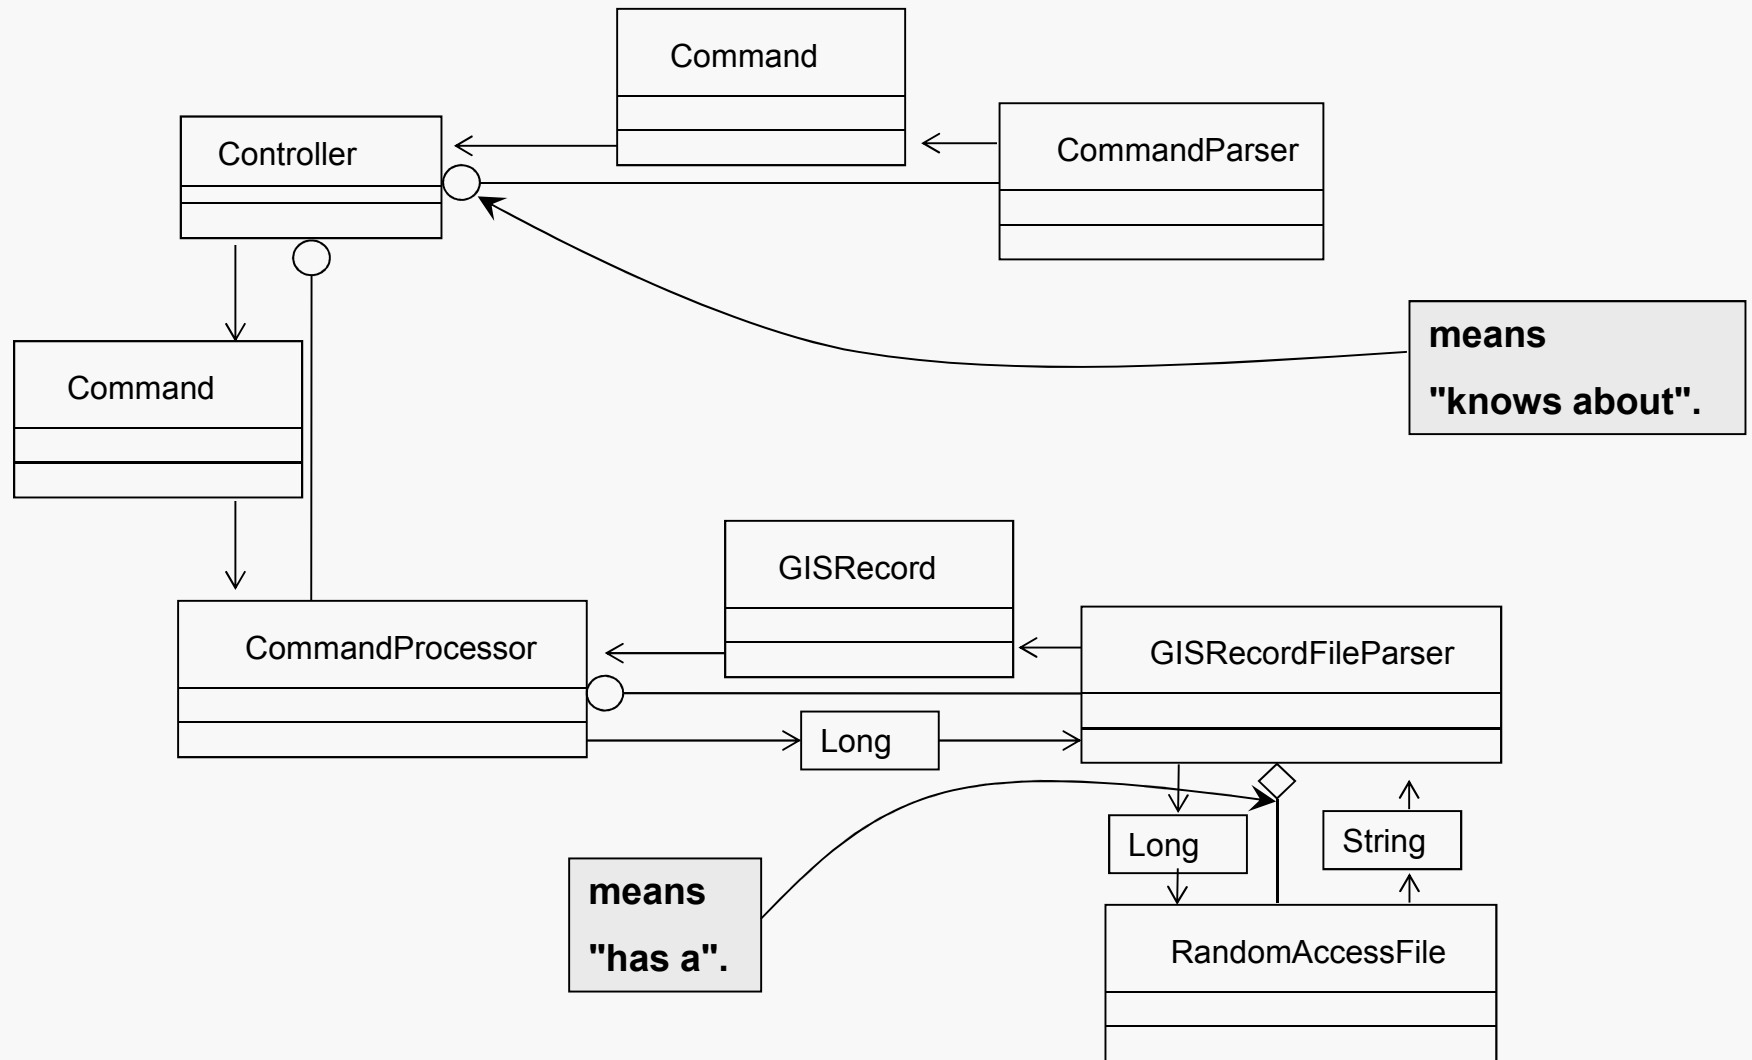 Command
Controller
CommandParser
means
"knows about".
Command
GISRecord
CommandProcessor
GISRecordFileParser
Long
Long
String
means
"has a".
RandomAccessFile